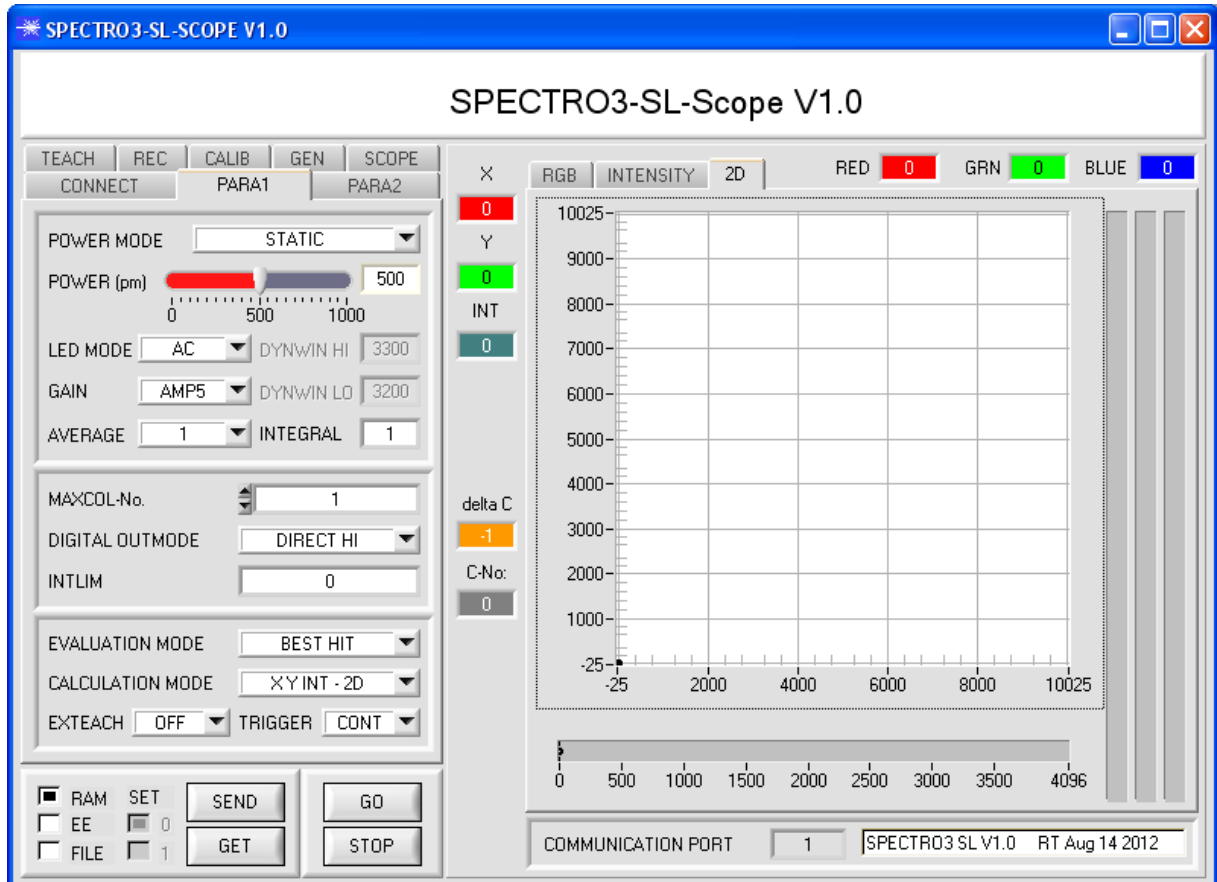 SPECTRO3-SL-SCOPE V1.0
SPECTRO3-SL-Scope V1.0
TEACH REC CALIB GEN SCOPE
CONNECT PARA1 PARA2
POWER MODE STATIC
POWER (pm) 500
0 500 1000
LED MODE AC DYNWIN HI 3300
GAIN AMP5 DYNWIN LO 3200
AVERAGE 1 INTEGRAL 1
MAXCOL-No. 1
DIGITAL OUTMODE DIRECT HI
INTLIM 0
EVALUATION MODE BEST HIT
CALCULATION MODE X Y INT - 2D
EXTEACH OFF TRIGGER CONT
RAM SET
EE 0
FILE 1
SEND
GET
GO
STOP
X
0
Y
0
INT
0
delta C
-1
C-No:
0
RGB INTENSITY 2D
RED 0 GRN 0 BLUE 0
10025
9000
8000
7000
6000
5000
4000
3000
2000
1000
-25
-25 2000 4000 6000 8000 10025
0 500 1000 1500 2000 2500 3000 3500 4096
COMMUNICATION PORT 1 SPECTRO3 SL V1.0 RT Aug 14 2012